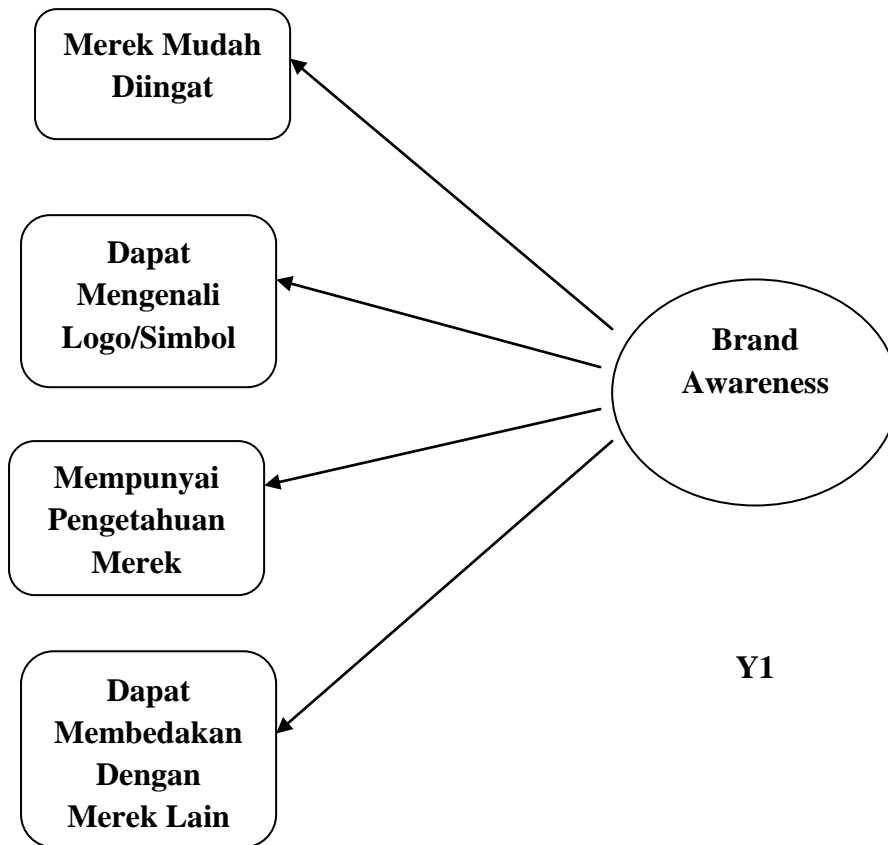 Merek Mudah
Diingat
Dapat
Mengenali
Logo/Simbol
Brand
Awareness
Mempunyai
Pengetahuan
Merek
Y1
Dapat
Membedakan
Dengan
Merek Lain